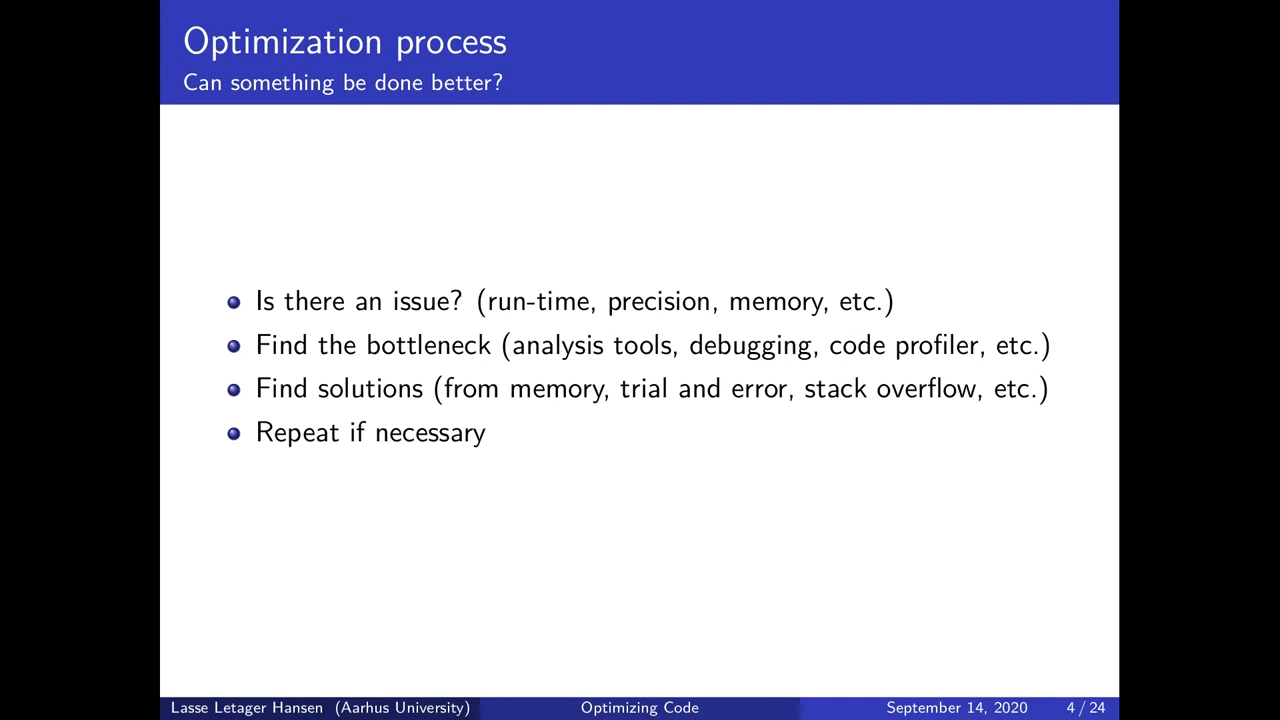 Optimization process
Can something be done better?
Is there an issue? (run-time, precision, memory, etc.)
Find the bottleneck (analysis tools, debugging, code profiler, etc.)
Find solutions (from memory, trial and error, stack overflow, etc.)
Repeat if necessary
Lasse Letager Hansen (Aarhus University) Optimizing Code September 14, 2020 4 / 24